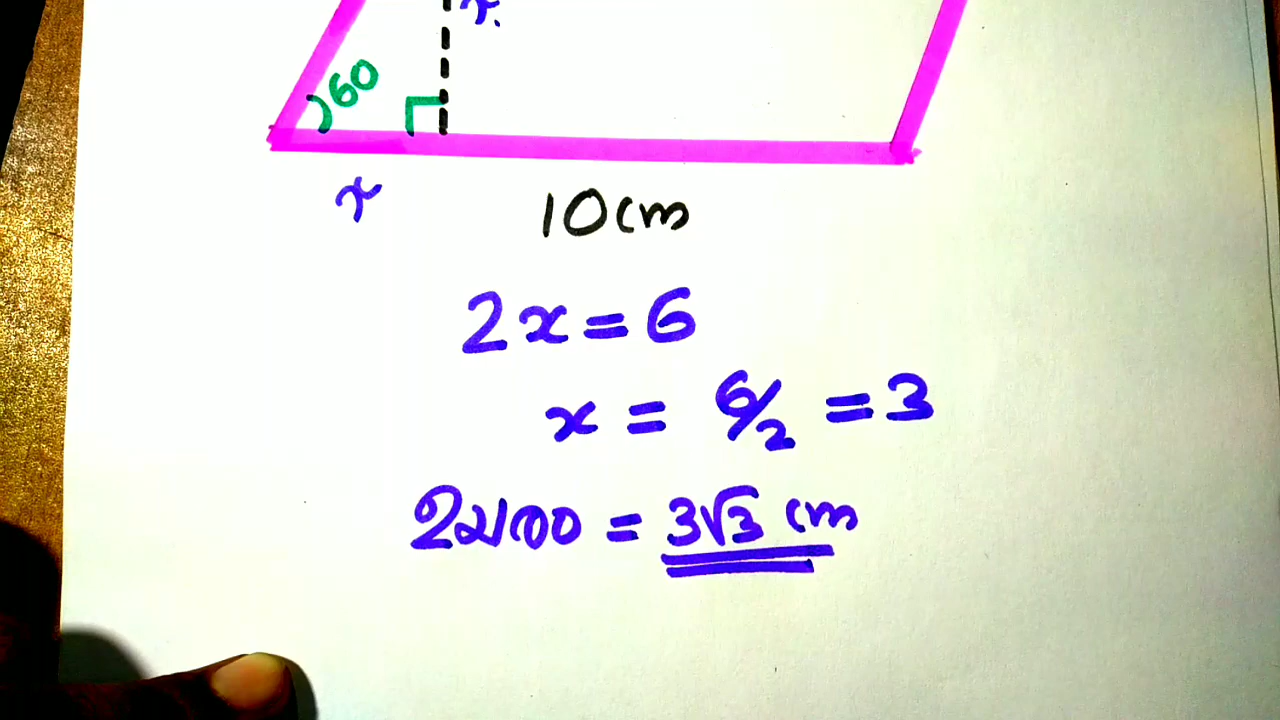 60
x
10cm
2x = 6
x = 6/2 = 3
ഉയരം = 3√3 cm